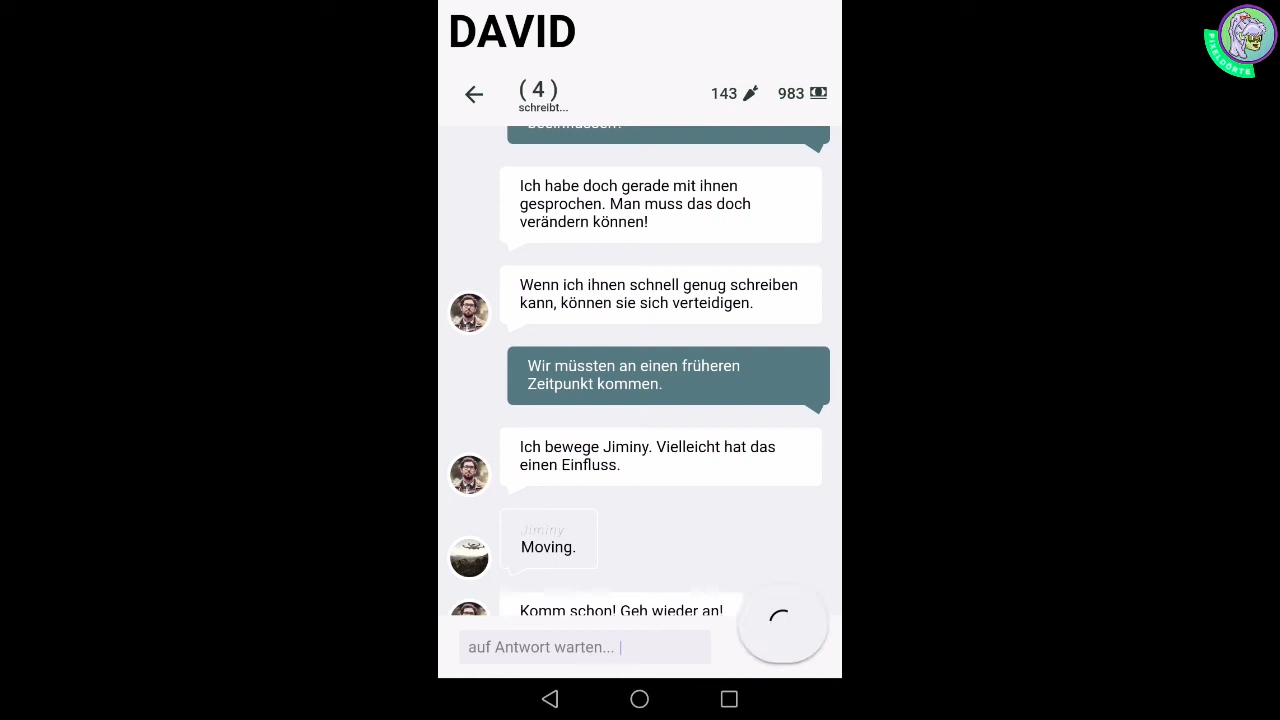 DAVID
( 4 )
schreibt...
143
983
Ich habe doch gerade mit ihnen
gesprochen. Man muss das doch
verändern können!
Wenn ich ihnen schnell genug schreiben
kann, können sie sich verteidigen.
Wir müssten an einen früheren
Zeitpunkt kommen.
Ich bewege Jiminy. Vielleicht hat das
einen Einfluss.
Jiminy
Moving.
Komm schon! Geh wieder an!
auf Antwort warten...
PIXELDÖRTE